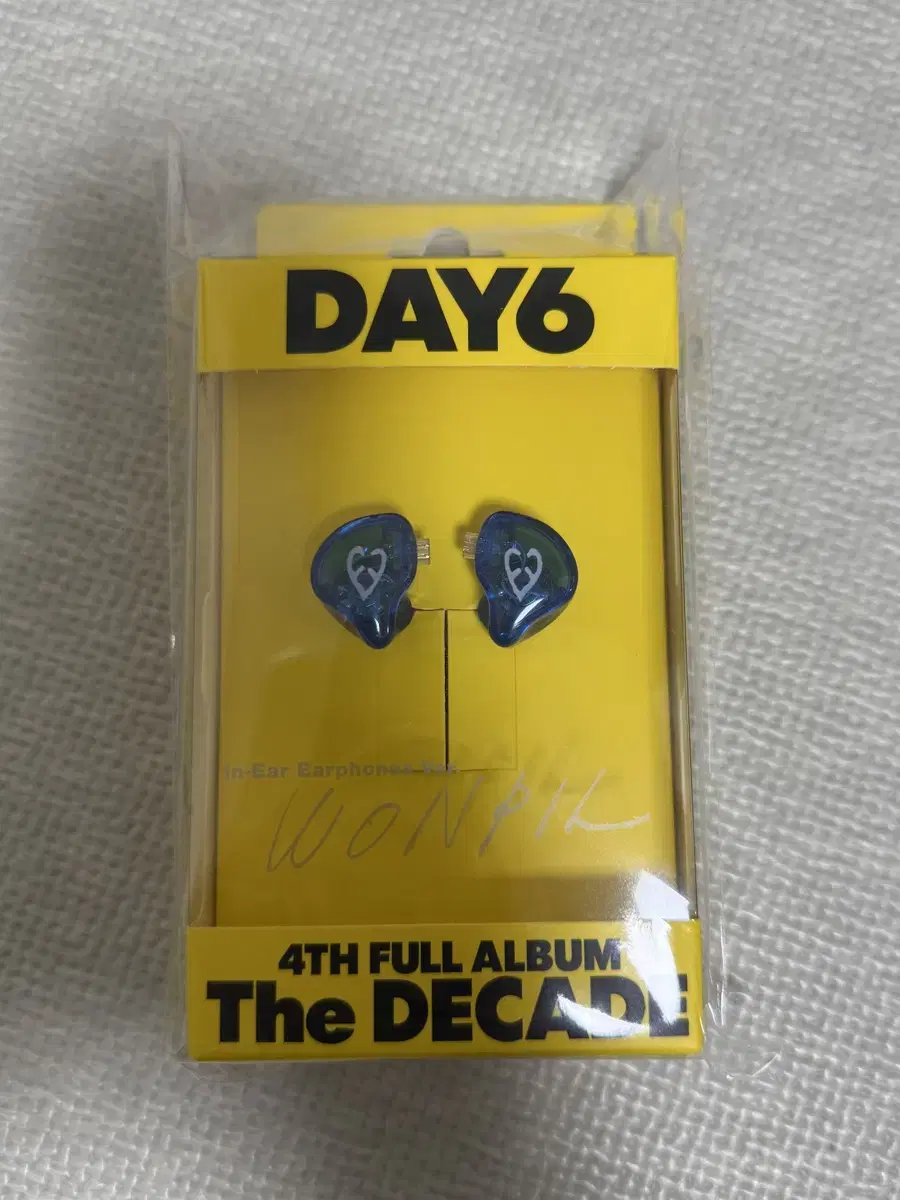 DAY6
In-Ear Earphones Ver.
WONPIL
4TH FULL ALBUM
The DECADE